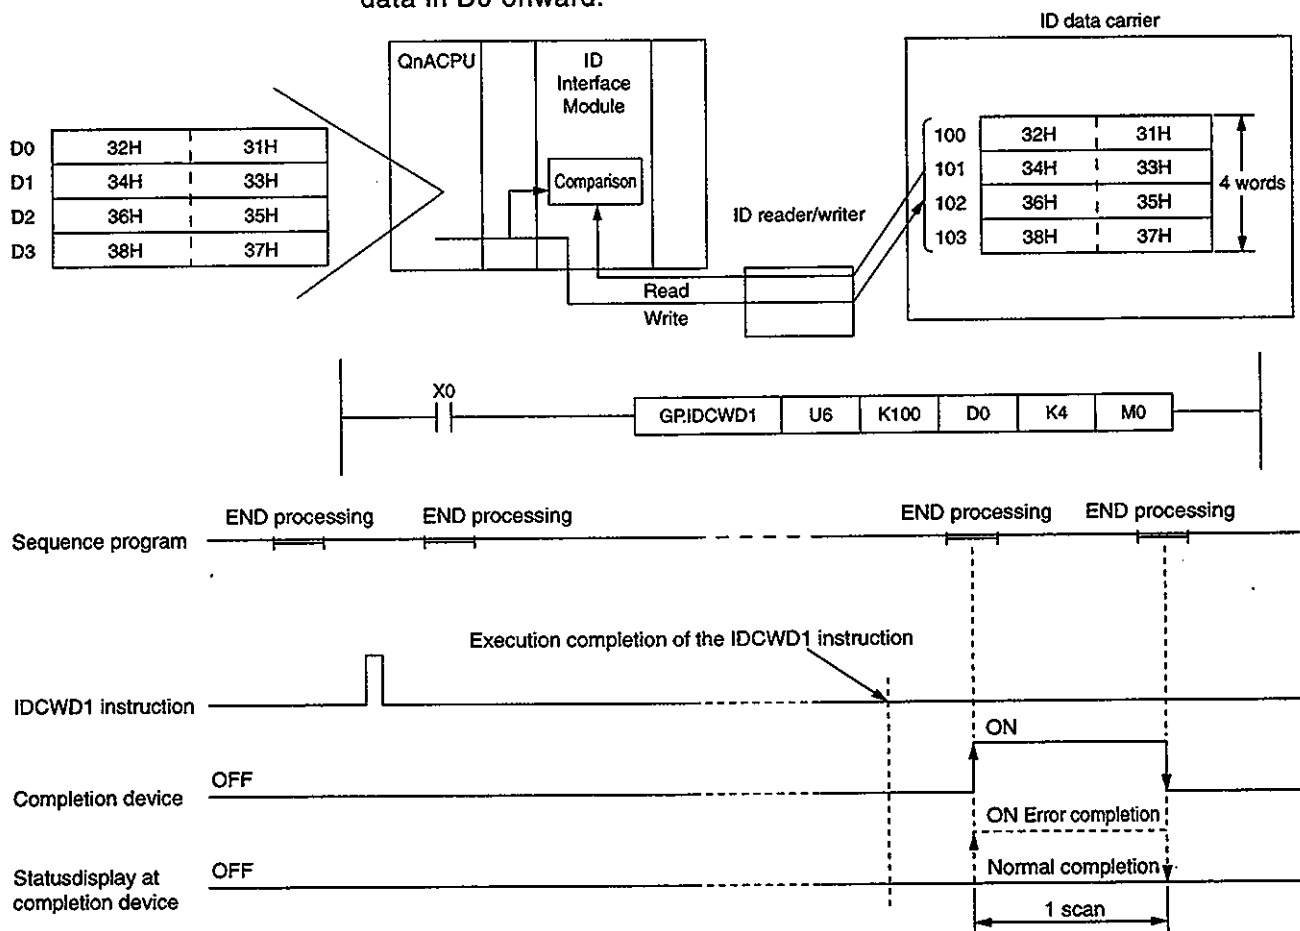 data in D0 onward.
ID data carrier
QnACPU
ID
Interface
Module
Comparison
D0 32H 31H
D1 34H 33H
D2 36H 35H
D3 38H 37H
100 32H 31H
101 34H 33H
102 36H 35H
103 38H 37H
4 words
ID reader/writer
Read
Write
X0
GP.IDCWD1 U6 K100 D0 K4 M0
END processing END processing END processing END processing
Sequence program
Execution completion of the IDCWD1 instruction
IDCWD1 instruction
ON
OFF
Completion device
ON Error completion
OFF
Normal completion
Statusdisplay at
completion device
1 scan